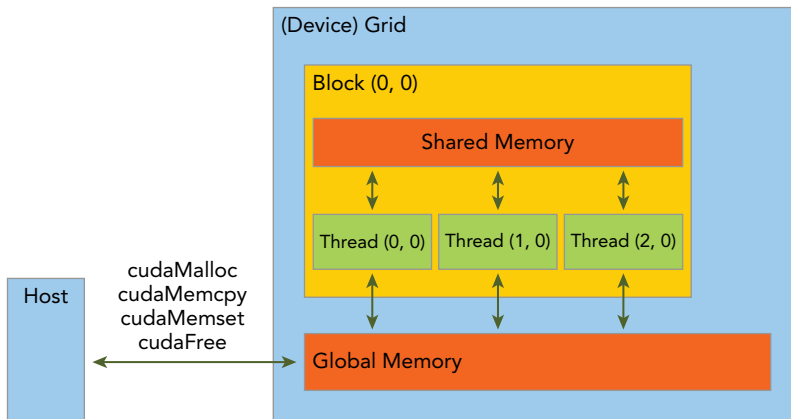 (Device) Grid
Block (0, 0)
Shared Memory
Thread (0, 0)
Thread (1, 0)
Thread (2, 0)
cudaMalloc
cudaMemcpy
cudaMemset
cudaFree
Host
Global Memory